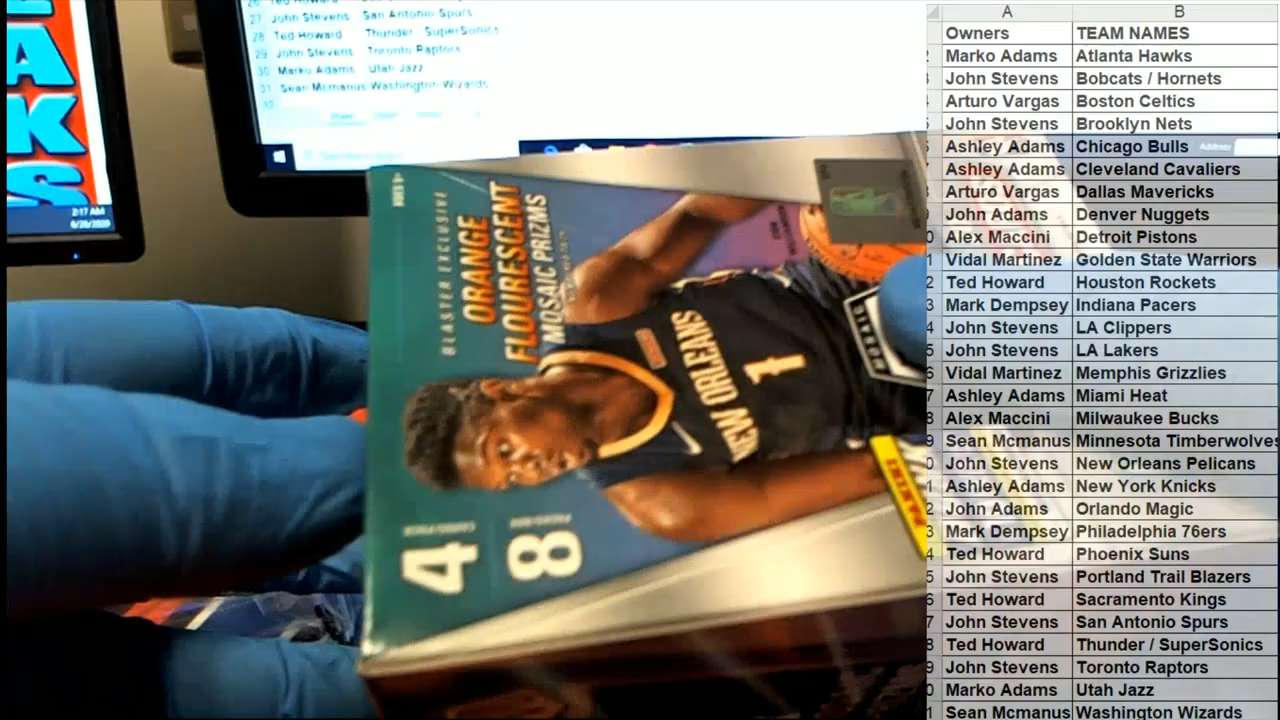 A
K
S
2:17 AM
6/20/2020
27 John Stevens San Antonio Spurs
28 Ted Howard Thunder SuperSonics
29 John Stevens Toronto Raptors
30 Marko Adams Utah Jazz
31 Sean Mcmanus Washington Wizards
BLASTER EXCLUSIVE
ORANGE
FLOURESCENT
MOSAIC PRIZMS
NEW ORLEANS
1
MOSAIC
PANINI
4
8
A B
Owners TEAM NAMES
Marko Adams Atlanta Hawks
John Stevens Bobcats / Hornets
Arturo Vargas Boston Celtics
John Stevens Brooklyn Nets
Ashley Adams Chicago Bulls
Address
Ashley Adams Cleveland Cavaliers
Arturo Vargas Dallas Mavericks
John Adams Denver Nuggets
Alex Maccini Detroit Pistons
Vidal Martinez Golden State Warriors
Ted Howard Houston Rockets
Mark Dempsey Indiana Pacers
John Stevens LA Clippers
John Stevens LA Lakers
Vidal Martinez Memphis Grizzlies
Ashley Adams Miami Heat
Alex Maccini Milwaukee Bucks
Sean Mcmanus Minnesota Timberwolves
John Stevens New Orleans Pelicans
Ashley Adams New York Knicks
John Adams Orlando Magic
Mark Dempsey Philadelphia 76ers
Ted Howard Phoenix Suns
John Stevens Portland Trail Blazers
Ted Howard Sacramento Kings
John Stevens San Antonio Spurs
Ted Howard Thunder / SuperSonics
John Stevens Toronto Raptors
Marko Adams Utah Jazz
Sean Mcmanus Washington Wizards